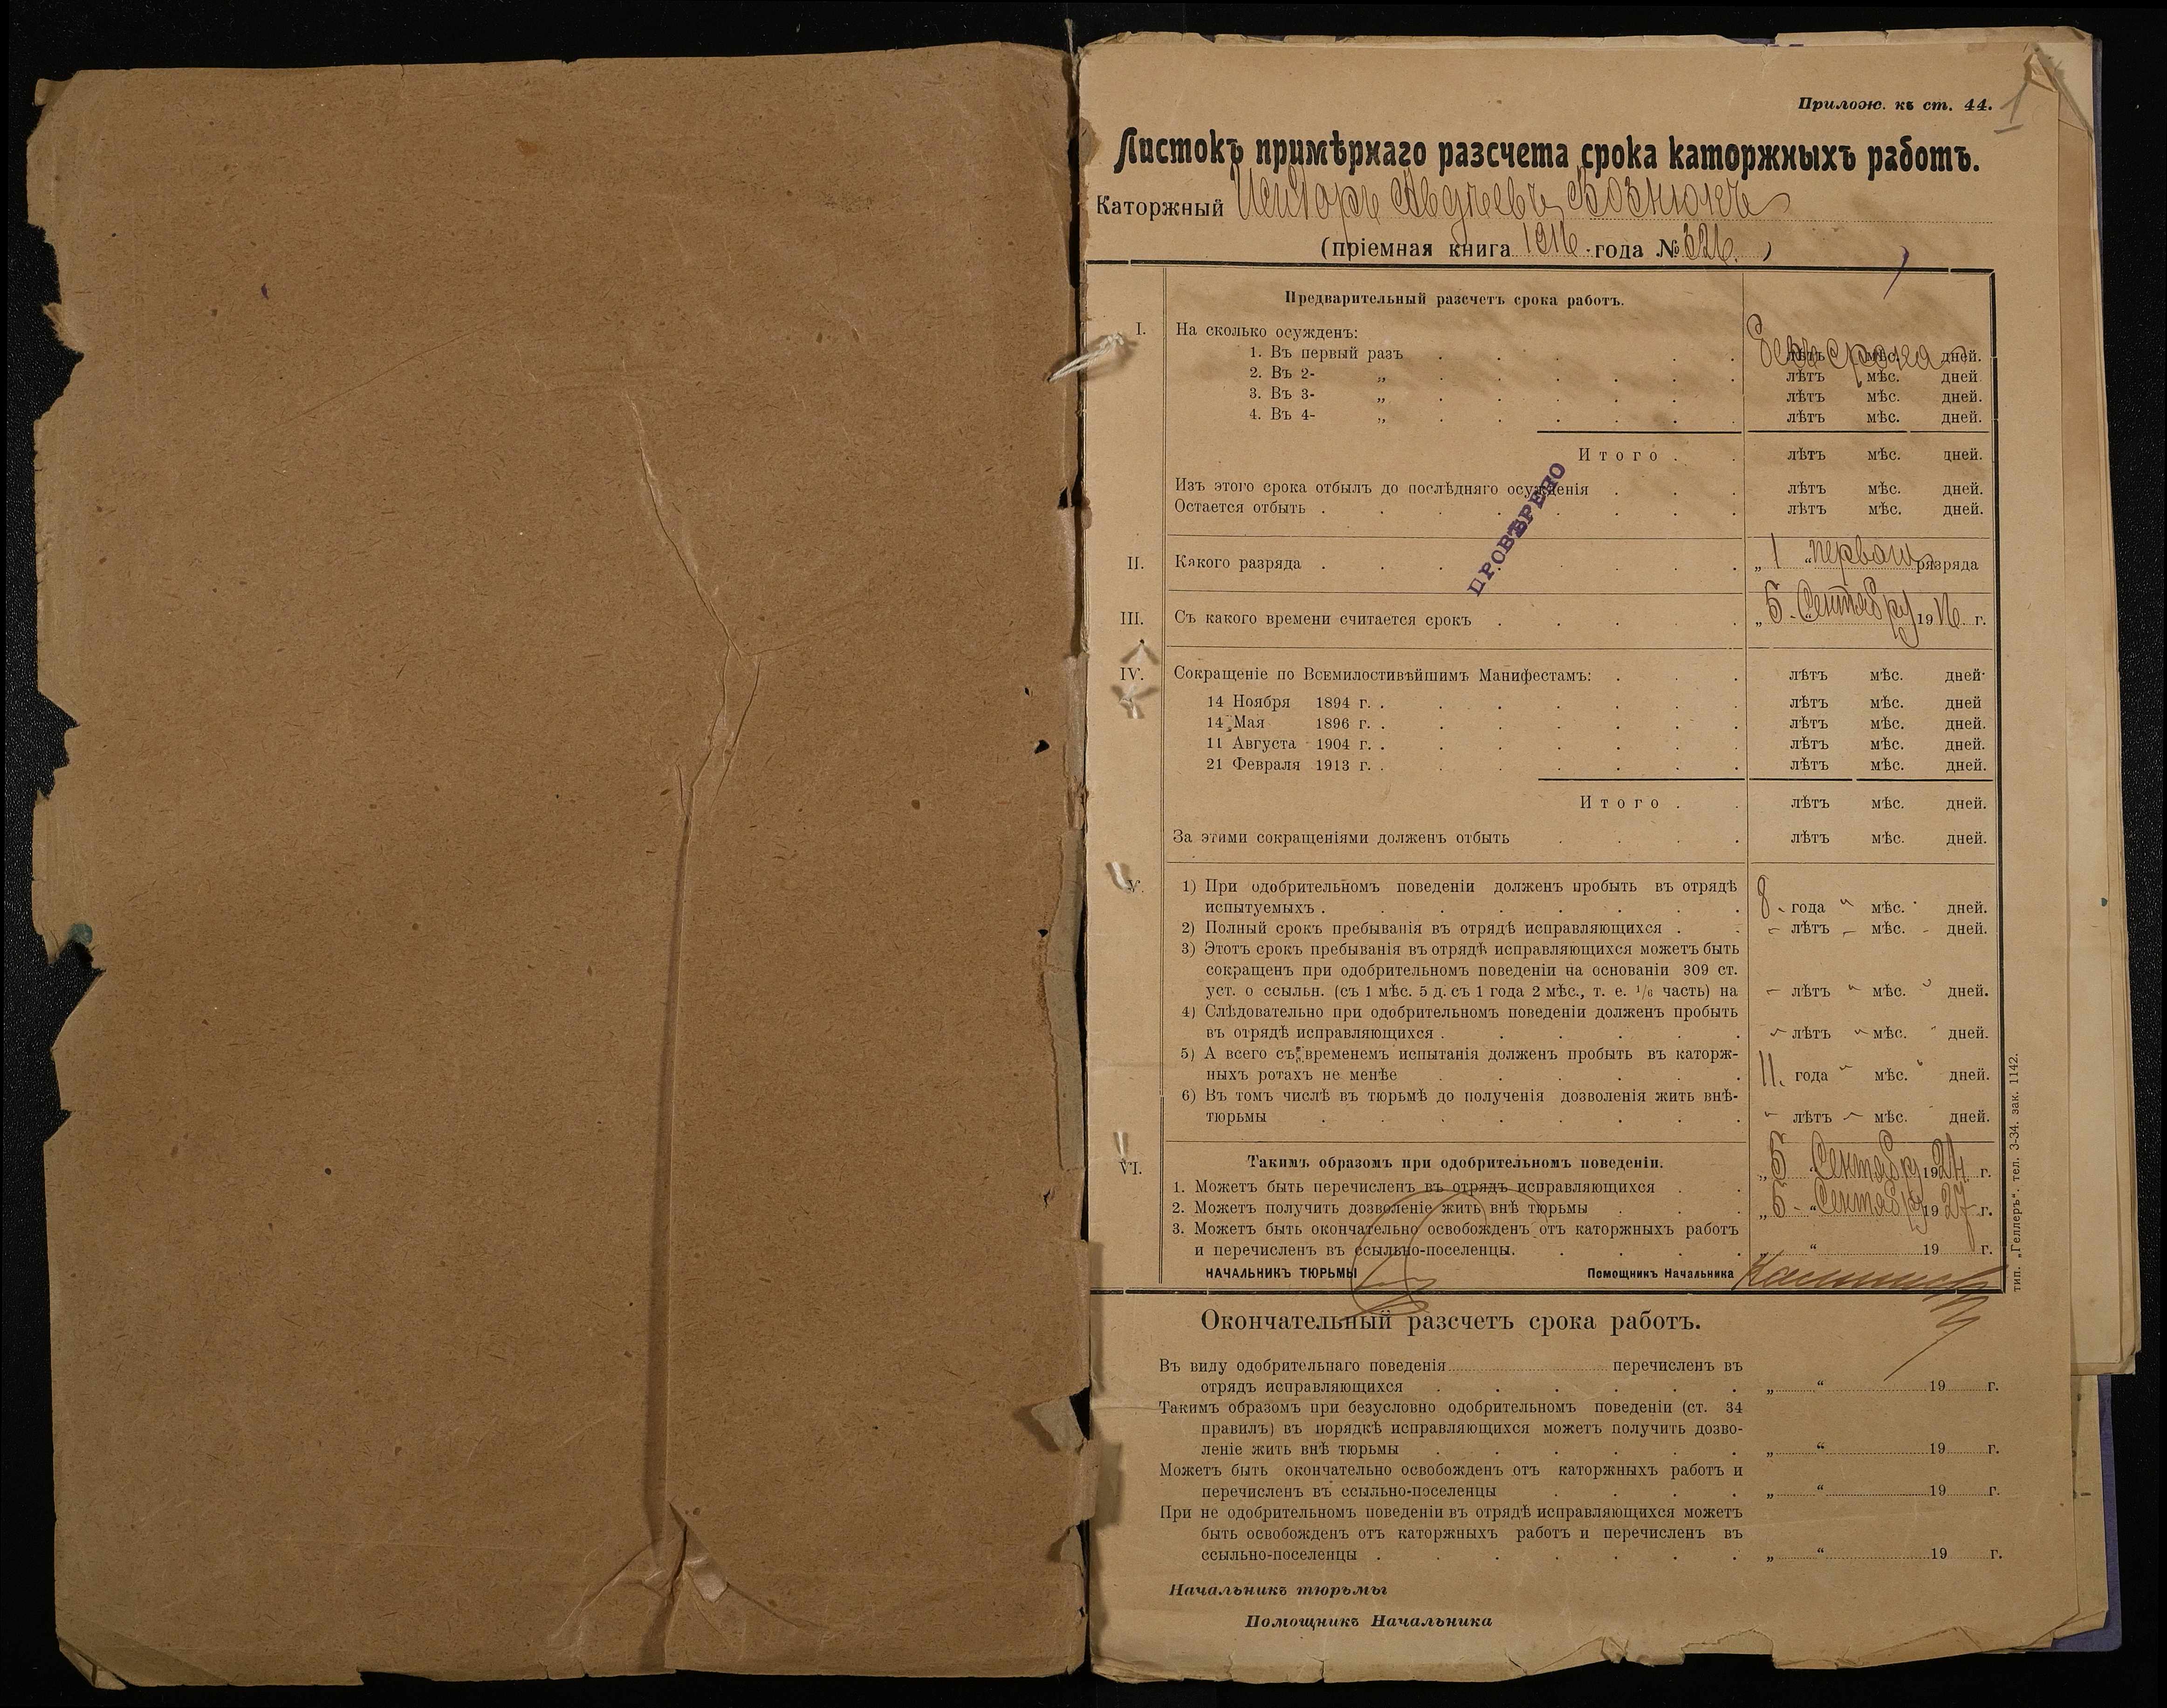 Прилож. къ ст. 44.
1
Листокъ примѣрнаго разсчета срока каторжныхъ работъ.
Каторжный Исидоръ Авдѣевъ Вознюкъ
(пріемная книга 1916 года № 326.)
Предварительный разсчетъ срока работъ.
I. На сколько осужденъ:
1. Въ первый разъ безъ срока лѣтъ мѣс. дней.
2. Въ 2- „ лѣтъ мѣс. дней
3. Въ 3- „ лѣтъ мѣс. дней.
4. Въ 4- „ лѣтъ мѣс. дней.
Итого . лѣтъ мѣс. дней.
Изъ этого срока отбылъ до послѣдняго осужденія лѣтъ мѣс. дней.
Остается отбыть . лѣтъ мѣс. дней.
ПРОВѢРЕНО
II. Какого разряда . „ 1 “ перваго разряда
III. Съ какого времени считается срокъ . „ 5 “ Сентября 1916 г.
IV. Сокращеніе по Всемилостивѣйшимъ Манифестамъ: лѣтъ мѣс. дней
14 Ноября 1894 г. . лѣтъ мѣс. дней
14 Мая 1896 г. . лѣтъ мѣс. дней.
11 Августа 1904 г. . лѣтъ мѣс. дней.
21 Февраля 1913 г. . лѣтъ мѣс. дней.
Итого . лѣтъ мѣс. дней.
За этими сокращеніями долженъ отбыть лѣтъ мѣс. дней.
V. 1) При одобрительномъ поведеніи долженъ пробыть въ отрядѣ
испытуемыхъ . 8 года „ мѣс. „ дней.
2) Полный срокъ пребыванія въ отрядѣ исправляющихся . – лѣтъ – мѣс. – дней.
3) Этотъ срокъ пребыванія въ отрядѣ исправляющихся можетъ быть
сокращенъ при одобрительномъ поведеніи на основаніи 309 ст.
уст. о ссыльн. (съ 1 мѣс. 5 д. съ 1 года 2 мѣс., т. е. 1/6 часть) на – лѣтъ „ мѣс. „ дней.
4) Слѣдовательно при одобрительномъ поведеніи долженъ пробыть
въ отрядѣ исправляющихся . „ лѣтъ „ мѣс. „ дней.
5) А всего съ временемъ испытанія долженъ пробыть въ каторж-
ныхъ ротахъ не менѣе 11. года „ мѣс. „ дней.
6) Въ томъ числѣ въ тюрьмѣ до полученія дозволенія жить внѣ-
тюрьмы „ лѣтъ „ мѣс. дней.
VI. Такимъ образомъ при одобрительномъ поведеніи.
1. Можетъ быть перечисленъ въ отрядъ исправляющихся „ 5 “ Сентября 1924 г.
2. Можетъ получить дозволеніе жить внѣ тюрьмы „ 5 “ Сентября 1927 г.
3. Можетъ быть окончательно освобожденъ отъ каторжныхъ работъ
и перечисленъ въ ссыльно-поселенцы. „ “ 19 г.
НАЧАЛЬНИКЪ ТЮРЬМЫ Помощникъ Начальника
тип. „Геллеръ“. тел. 3-34. зак. 1142.
Окончательный разсчетъ срока работъ.
Въ виду одобрительнаго поведенія перечисленъ въ
отрядъ исправляющихся . „ “ 19 г.
Такимъ образомъ при безусловно одобрительномъ поведеніи (ст. 34
правилъ) въ порядкѣ исправляющихся можетъ получить дозво-
леніе жить внѣ тюрьмы . „ “ 19 г.
Можетъ быть окончательно освобожденъ отъ каторжныхъ работъ и
перечисленъ въ ссыльно-поселенцы . „ “ 19 г.
При не одобрительномъ поведеніи въ отрядѣ исправляющихся можетъ
быть освобожденъ отъ каторжныхъ работъ и перечисленъ въ
ссыльно-поселенцы . „ “ 19 г.
Начальникъ тюрьмы
Помощникъ Начальника